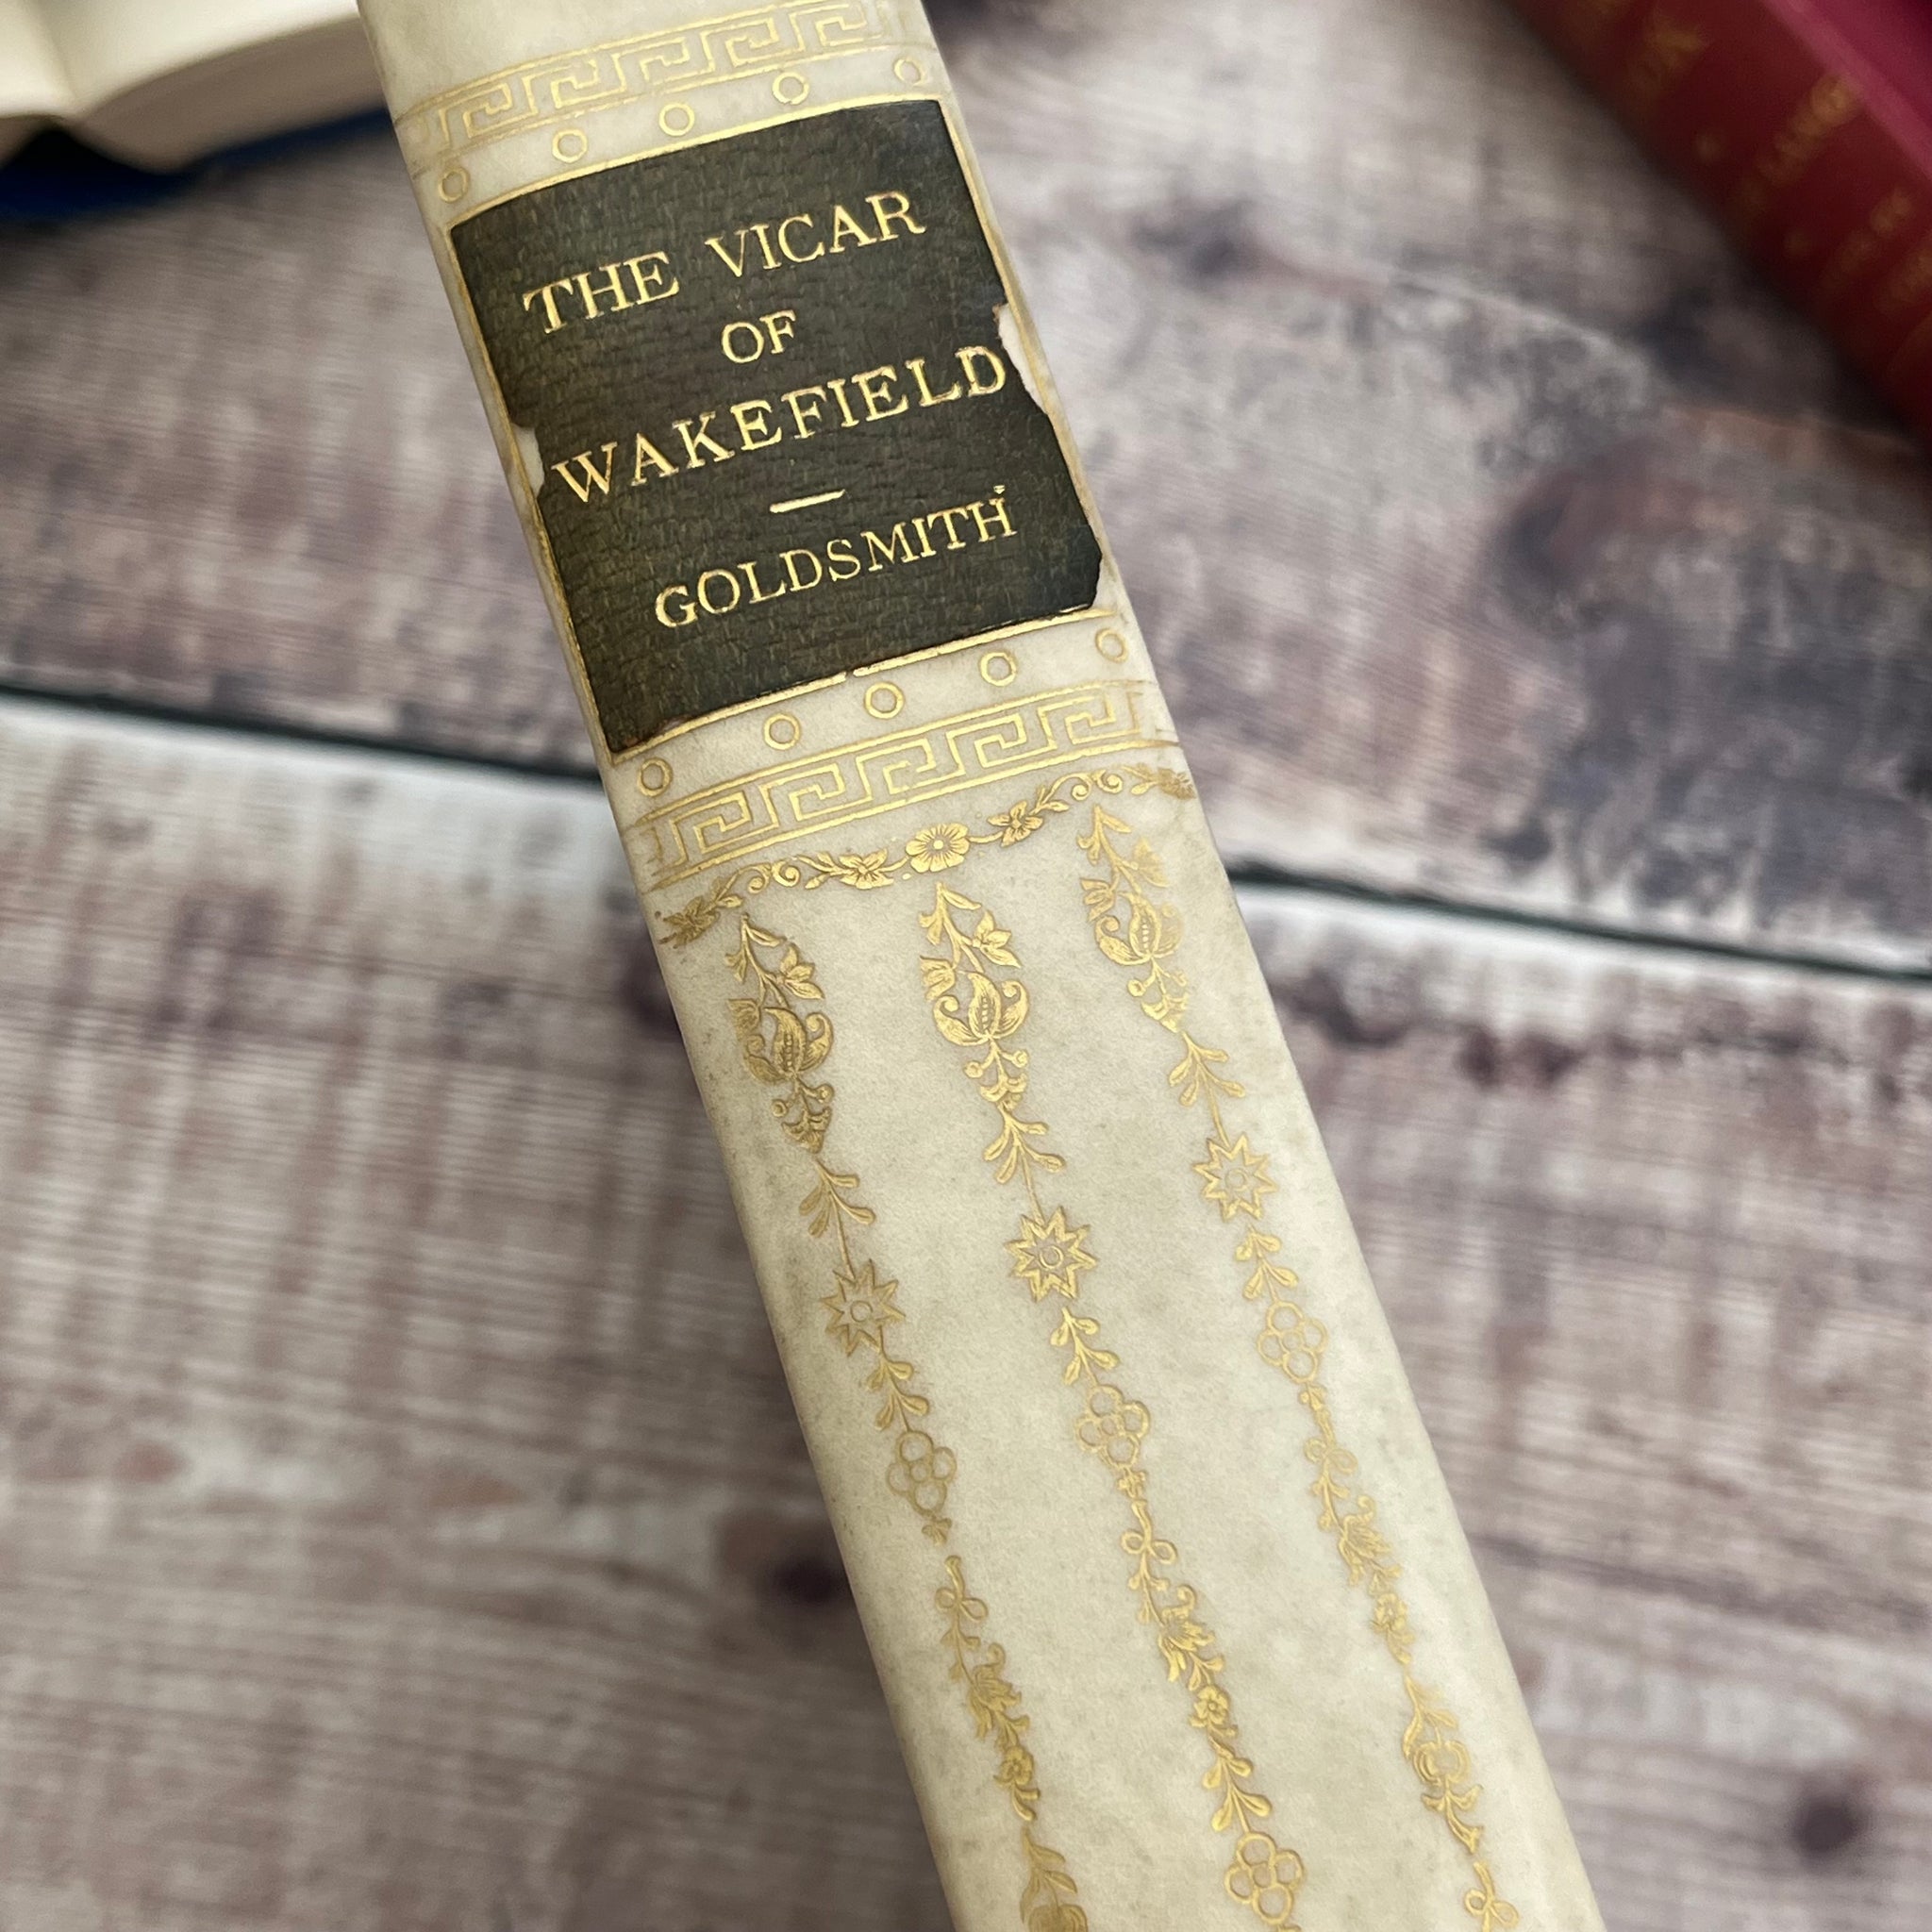 THE VICAR
OF
WAKEFIELD
GOLDSMITH